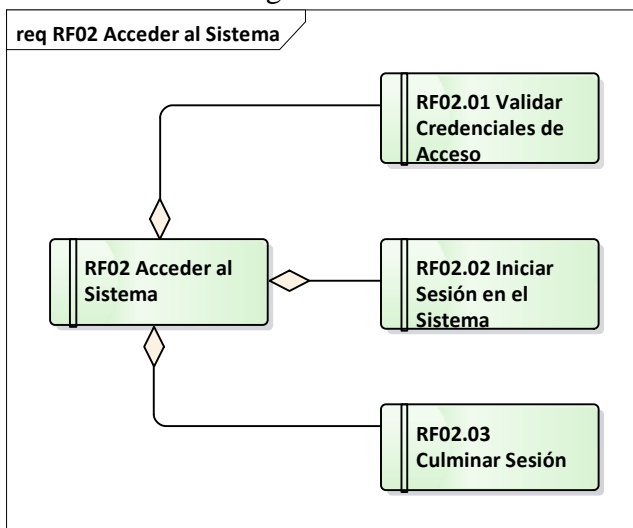 req RF02 Acceder al Sistema
RF02.01 Validar
Credenciales de
Acceso
RF02 Acceder al
Sistema
RF02.02 Iniciar
Sesión en el
Sistema
RF02.03
Culminar Sesión